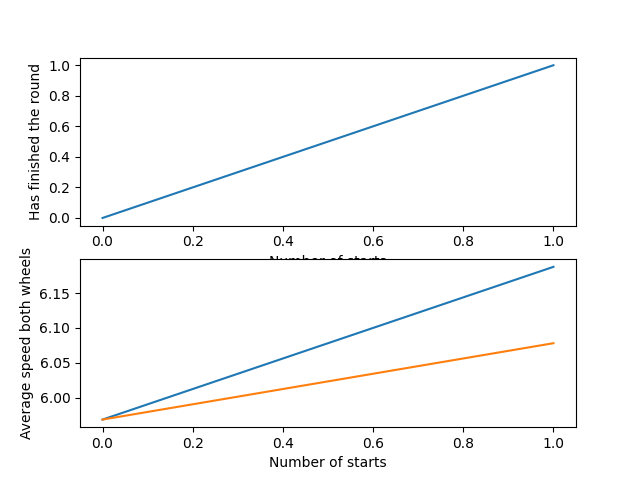 Has finished the round
1.0
0.8
0.6
0.4
0.2
0.0
0.0 0.2 0.4 0.6 0.8 1.0
Number of starts
Average speed both wheels
6.15
6.10
6.05
6.00
0.0 0.2 0.4 0.6 0.8 1.0
Number of starts